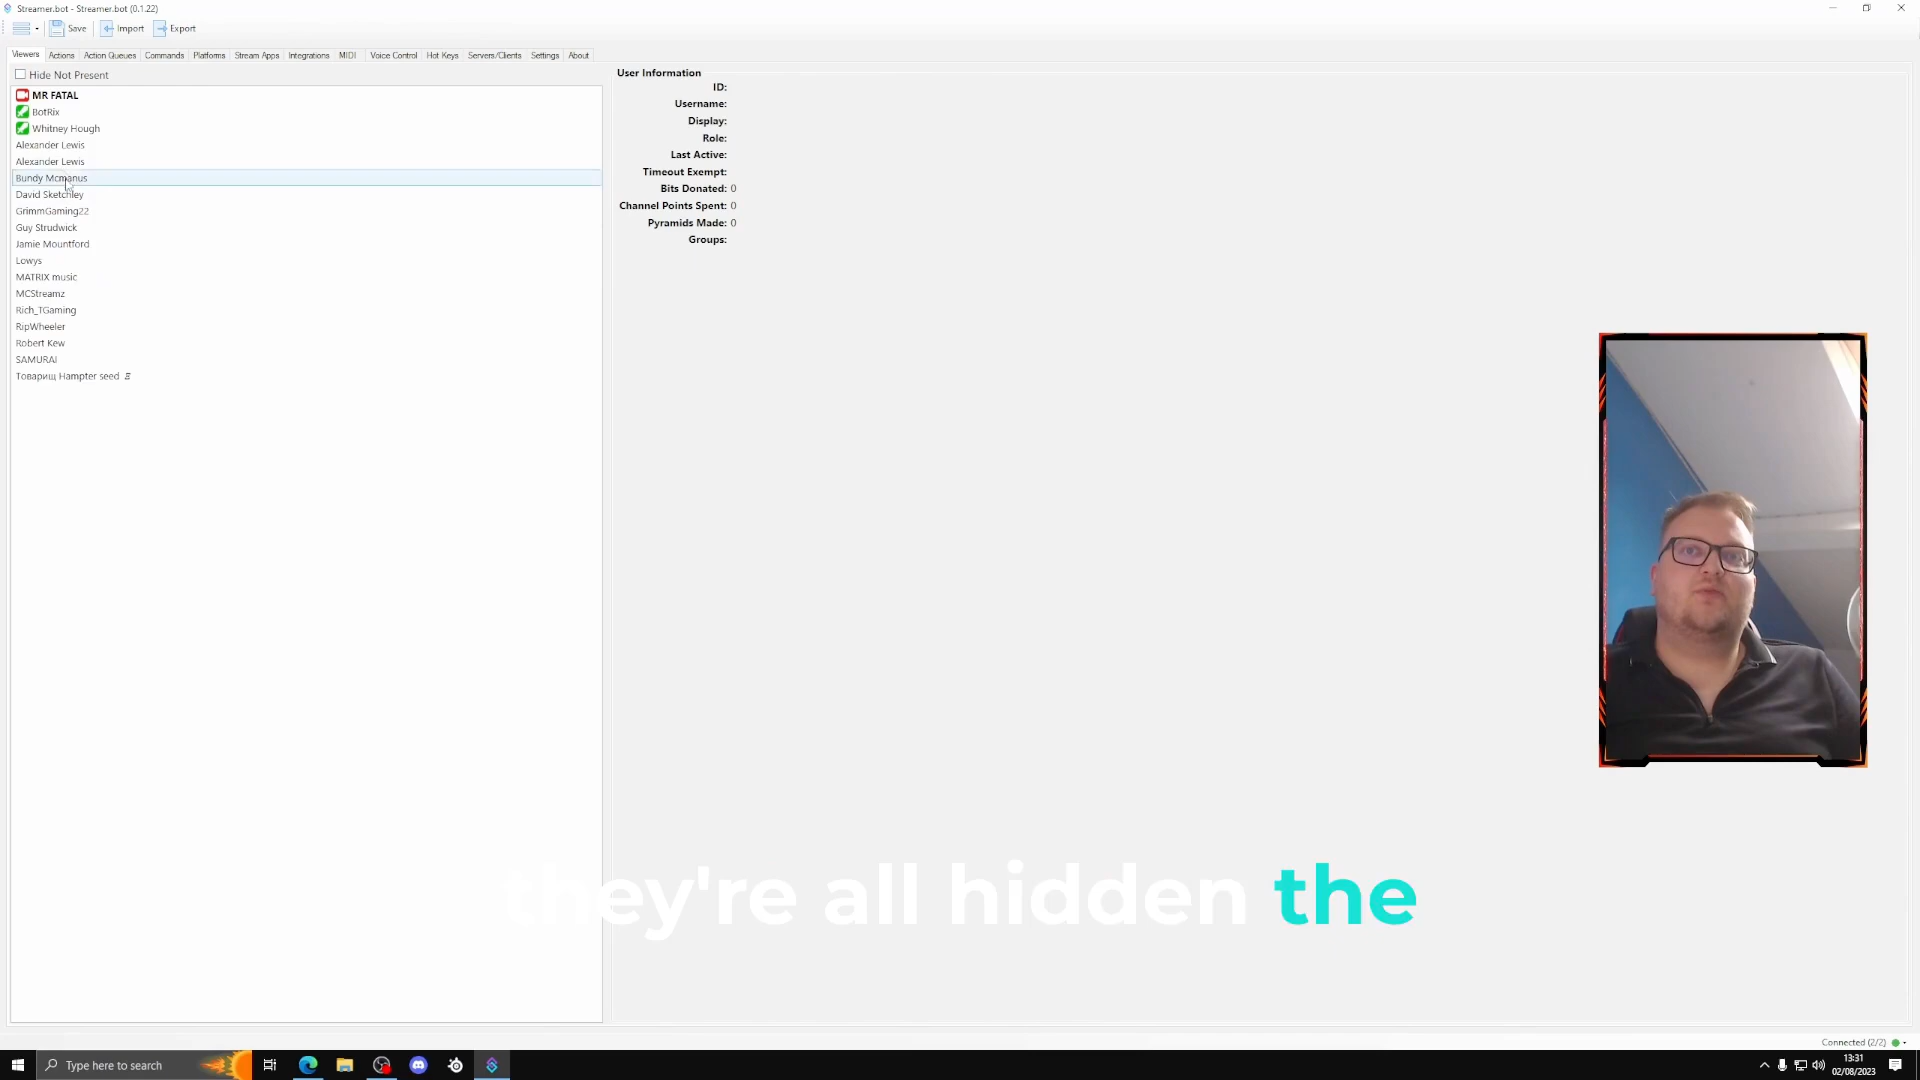 Streamer.bot - Streamer.bot (0.1.22)
Save Import Export
Viewers Actions Action Queues Commands Platforms Stream Apps Integrations MIDI Voice Control Hot Keys Servers/Clients Settings About
Hide Not Present
MR FATAL
BotRix
Whitney Hough
Alexander Lewis
Alexander Lewis
Bundy Mcmanus
David Sketchley
GrimmGaming22
Guy Strudwick
Jamie Mountford
Lowys
MATRIX music
MCStreamz
Rich_TGaming
RipWheeler
Robert Kew
SAMURAI
Товарищ Hampter seed
User Information
ID:
Username:
Display:
Role:
Last Active:
Timeout Exempt:
Bits Donated: 0
Channel Points Spent: 0
Pyramids Made: 0
Groups:
they're all hidden the
Connected (2/2)
Type here to search
13:31
02/08/2023